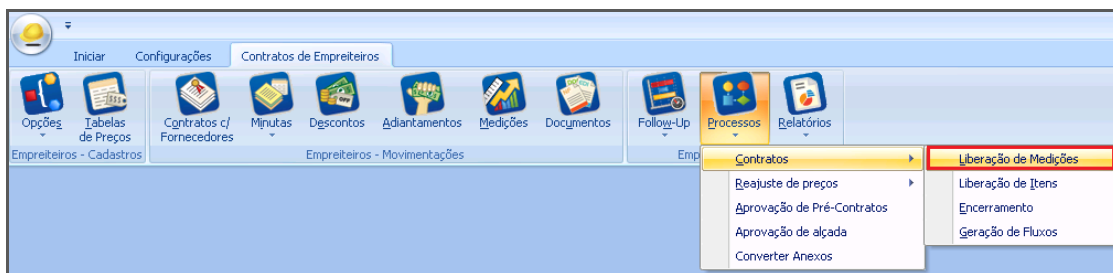 Iniciar Configurações Contratos de Empreiteiros
Opções Tabelas de Preços Contratos c/ Fornecedores Minutas Descontos Adiantamentos Medições Documentos Follow-Up Processos Relatórios
Empreiteiros - Cadastros Empreiteiros - Movimentações Emp
Contratos Liberação de Medições
Reajuste de preços Liberação de Itens
Aprovação de Pré-Contratos Encerramento
Aprovação de alçada Geração de Fluxos
Converter Anexos